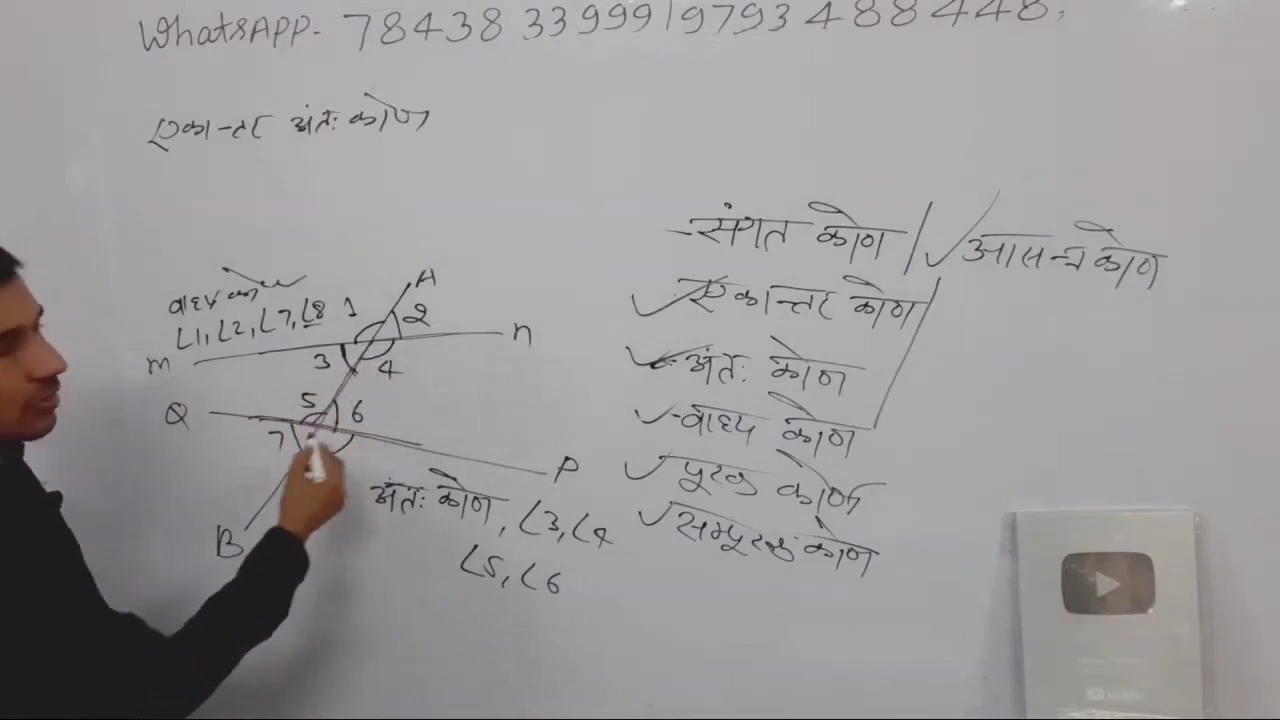 WhatsAPP. 7843833999 | 9793488448.
एकान्तर अंतः कोण
-संगत कोण / ✓आसन्न कोण
✓एकान्तर कोण
✓अंतः कोण
✓-वाध्य कोण
✓पूरक कोण
✓सम्पूरक कोण
वाध्य कोण
∠1, ∠2, ∠7, ∠8
A
1 2
m n
3 4
Q 5 6
7
P
B
अंतः कोण, ∠3, ∠4
∠5, ∠6